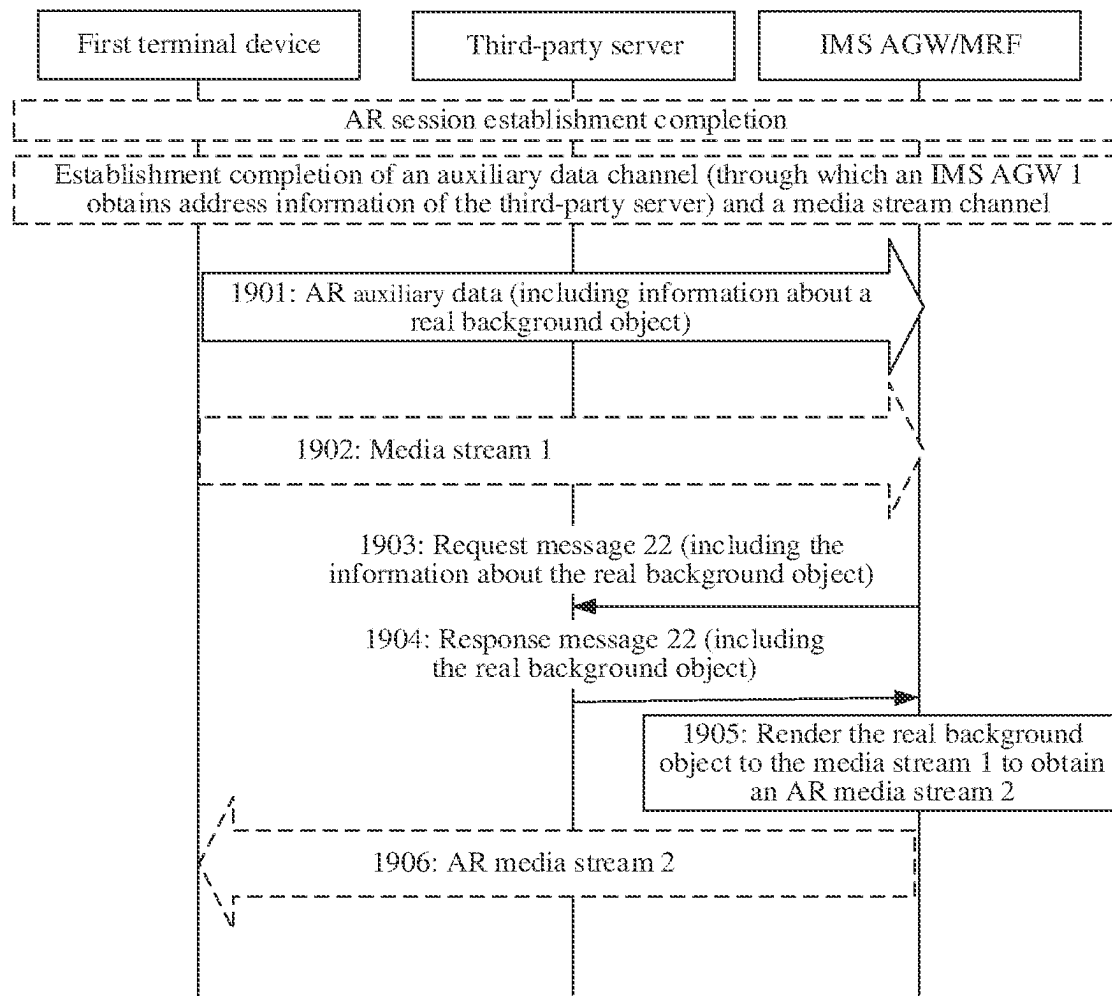 First terminal device
Third-party server
IMS AGW/MRF
AR session establishment completion
Establishment completion of an auxiliary data channel (through which an IMS AGW 1
obtains address information of the third-party server) and a media stream channel
1901: AR auxiliary data (including information about a
real background object)
1902: Media stream 1
1903: Request message 22 (including the
information about the real background object)
1904: Response message 22 (including
the real background object)
1905: Render the real background
object to the media stream 1 to obtain
an AR media stream 2
1906: AR media stream 2